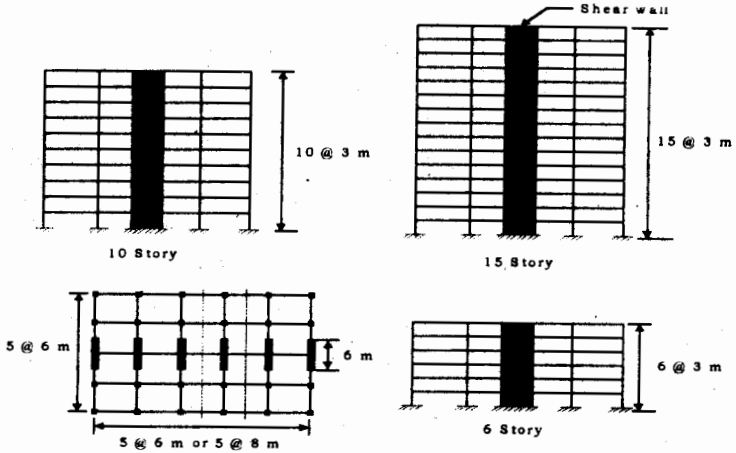 Shear wall
10 @ 3 m
15 @ 3 m
10 Story
15 Story
5 @ 6 m
6 m
6 @ 3 m
5 @ 6 m or 5 @ 8 m
6 Story